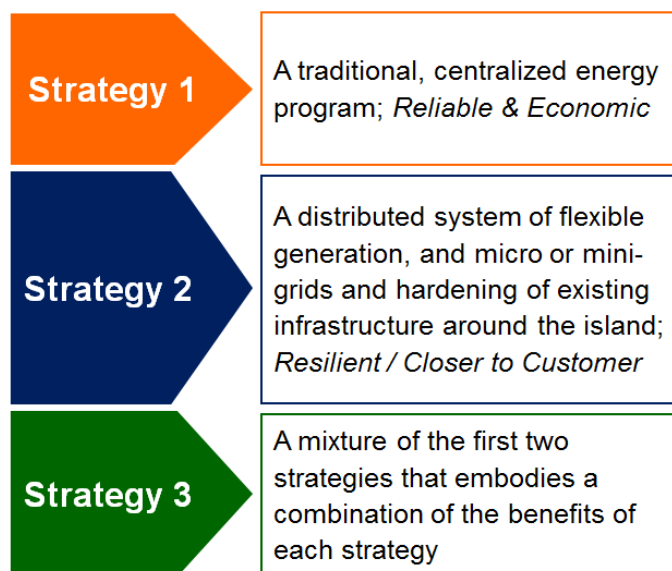 Strategy 1
A traditional, centralized energy
program; Reliable & Economic
Strategy 2
A distributed system of flexible
generation, and micro or mini-
grids and hardening of existing
infrastructure around the island;
Resilient / Closer to Customer
Strategy 3
A mixture of the first two
strategies that embodies a
combination of the benefits of
each strategy